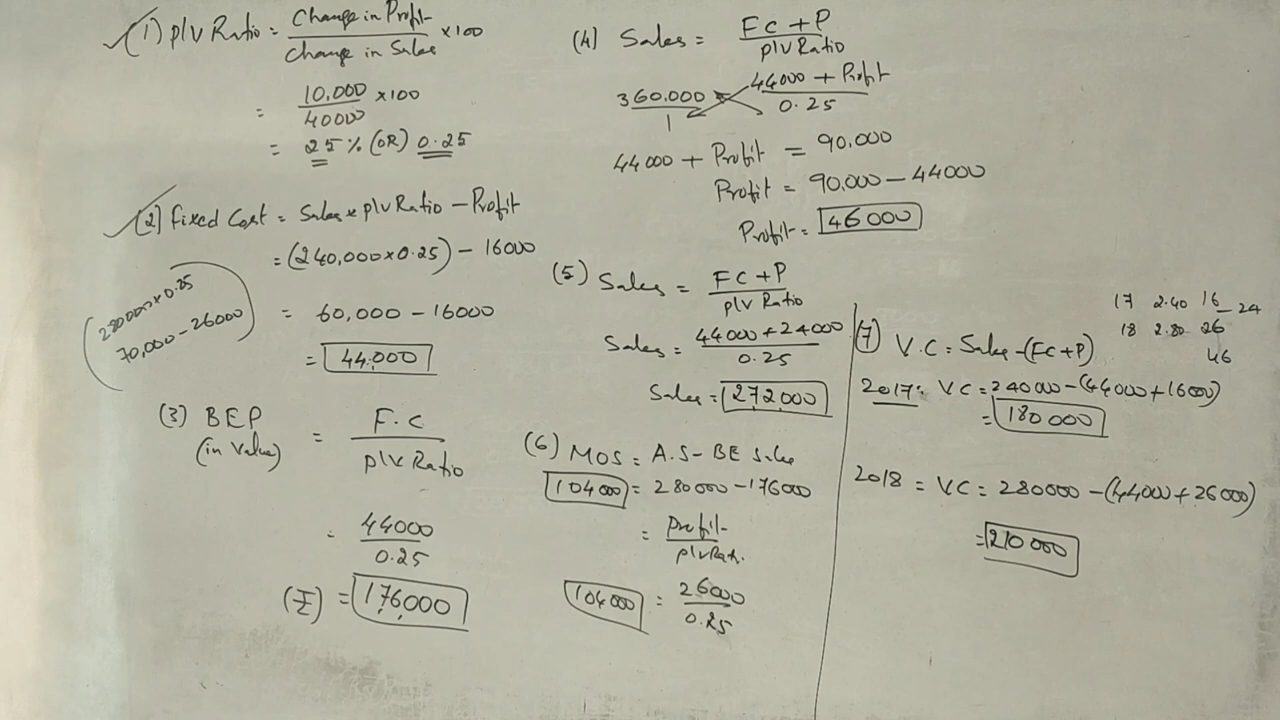 (1) P/V Ratio = Change in Profit / Change in Sales × 100
= 10,000 / 40000 × 100
= 25% (OR) 0.25
(2) Fixed Cost = Sales × P/V Ratio – Profit
= (240,000 × 0.25) – 16000
280000 × 0.25
70,000 – 26000
= 60,000 – 16000
= 44,000
(3) BEP (in Value) = F.C / P/V Ratio
= 44000 / 0.25
(₹) = 176000
(4) Sales = FC + P / P/V Ratio
360,000 / 1 = 44000 + Profit / 0.25
44000 + Profit = 90,000
Profit = 90,000 – 44000
Profit = 46000
(5) Sales = FC + P / P/V Ratio
Sales = 44000 + 24000 / 0.25
Sales = 272000
(6) MOS = A.S – BE Sales
104000 = 280000 – 176000
= Profit / P/V Rat.
104000 = 26000 / 0.25
17 2.40 16 – 24
18 2.80 26
46
(7) V.C = Sales – (FC + P)
2017: VC = 240000 – (44000 + 16000)
= 180000
2018 = VC = 280000 – (44000 + 26000)
= 210000